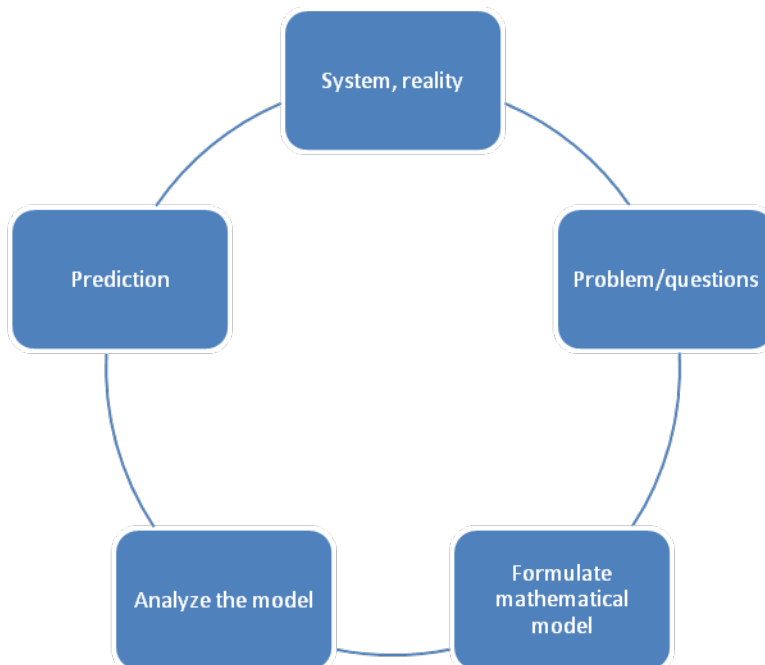 System, reality
Problem/questions
Formulate
mathematical
model
Analyze the model
Prediction